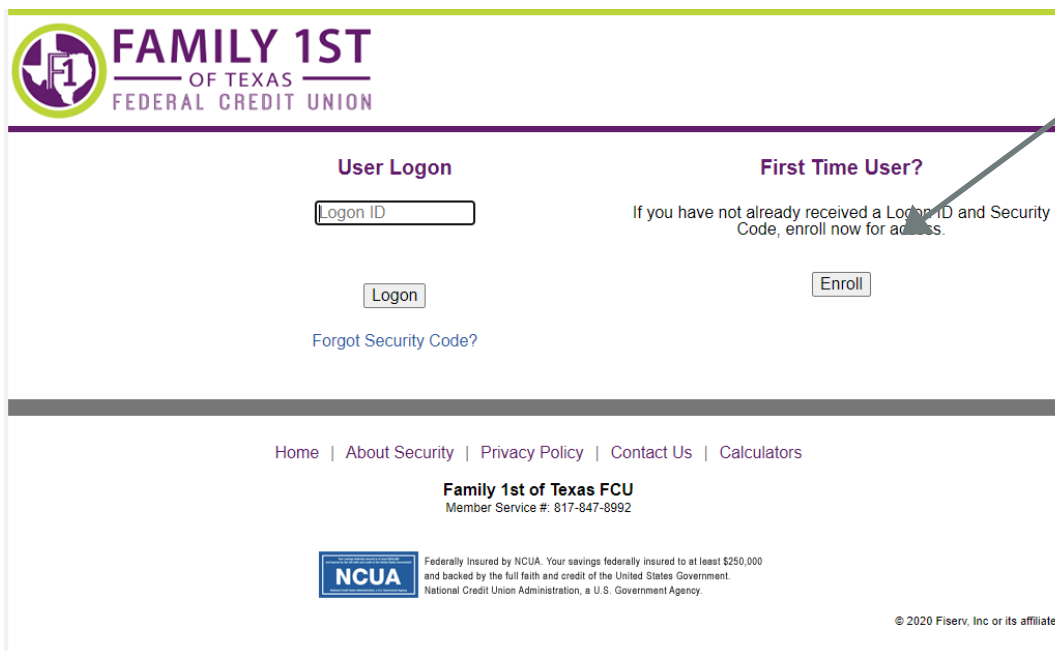 FAMILY 1ST
OF TEXAS
FEDERAL CREDIT UNION
F1
User Logon
Logon ID
Logon
Forgot Security Code?
First Time User?
If you have not already received a Logon ID and Security
Code, enroll now for access.
Enroll
Home | About Security | Privacy Policy | Contact Us | Calculators
Family 1st of Texas FCU
Member Service #: 817-847-8992
NCUA
Federally Insured by NCUA. Your savings federally insured to at least $250,000
and backed by the full faith and credit of the United States Government.
National Credit Union Administration, a U.S. Government Agency.
© 2020 Fiserv, Inc or its affiliate